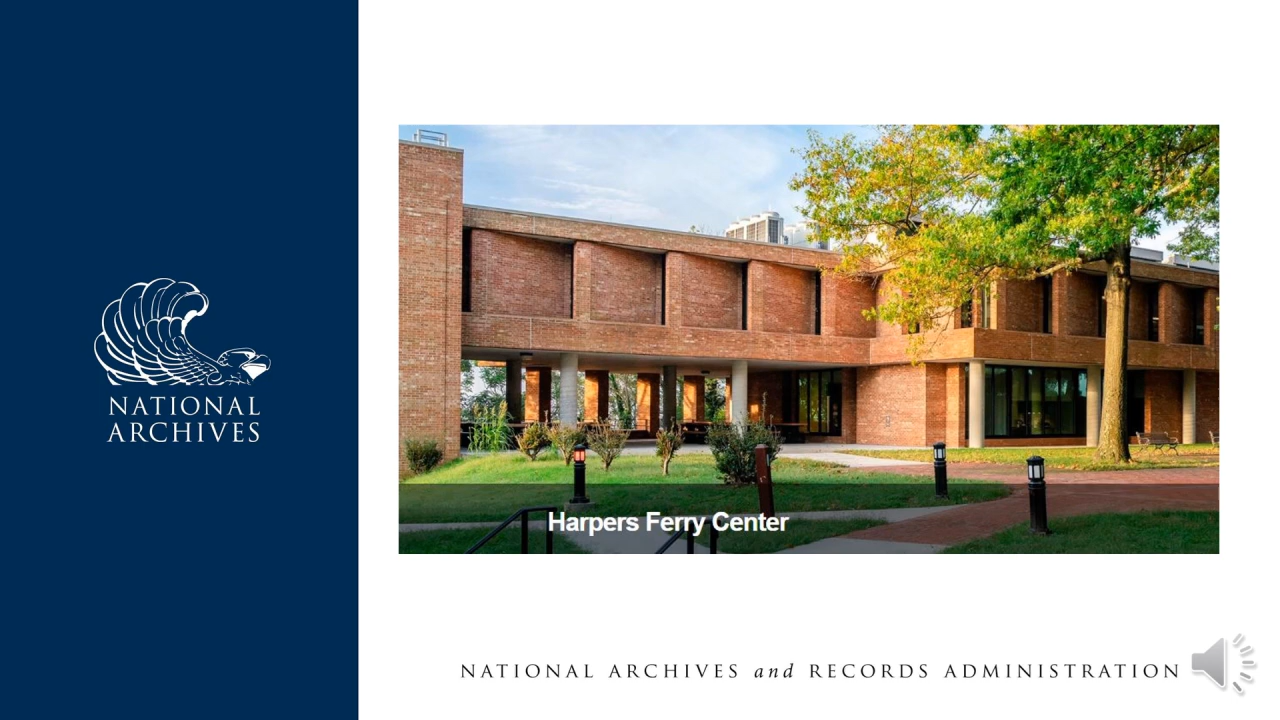 NATIONAL
ARCHIVES
Harpers Ferry Center
NATIONAL ARCHIVES and RECORDS ADMINISTRATION